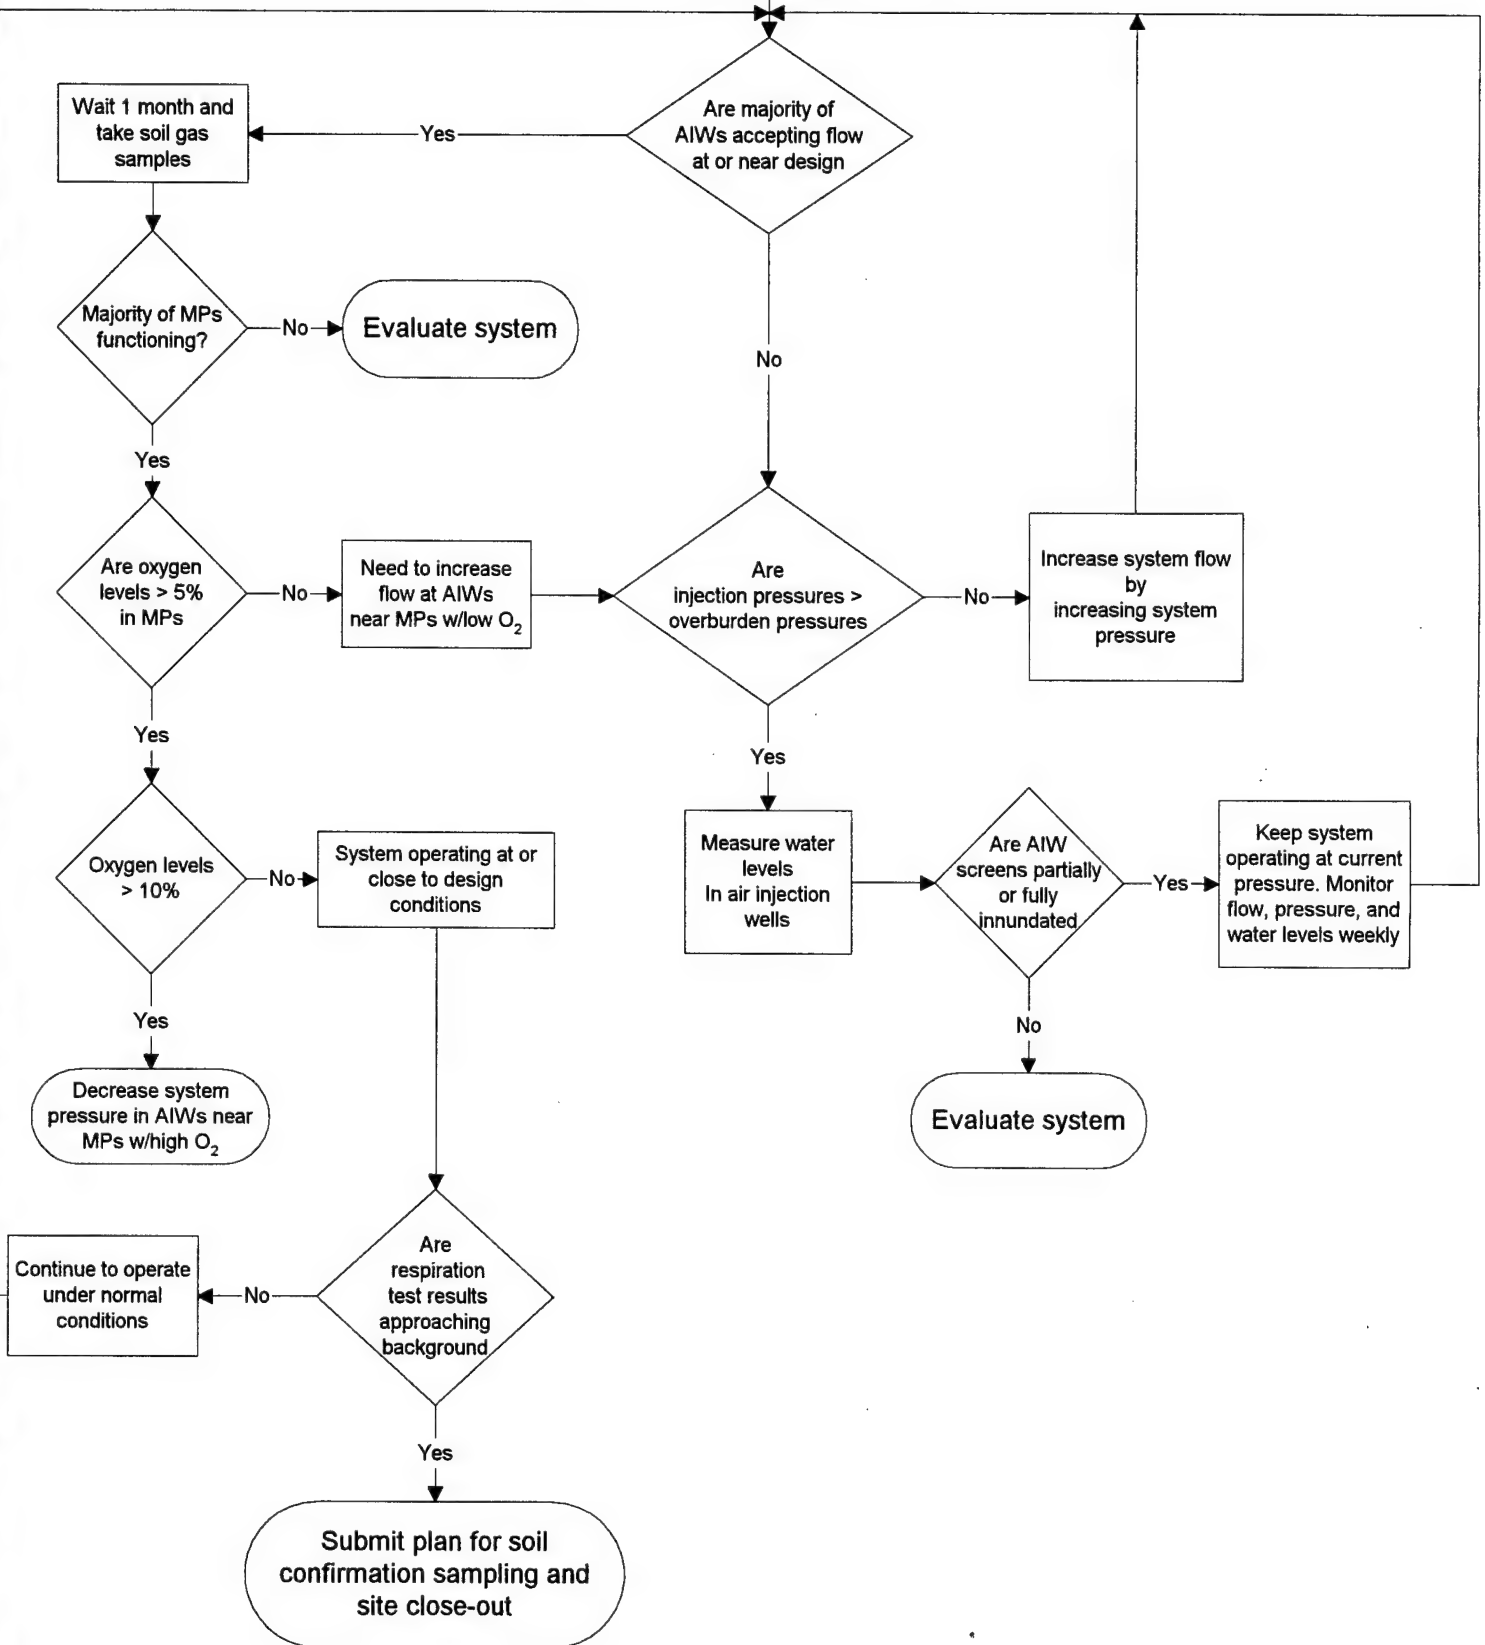 Are majority of
AIWs accepting flow
at or near design
Yes
Wait 1 month and
take soil gas
samples
Majority of MPs
functioning?
No
Evaluate system
No
Yes
Are oxygen
levels > 5%
in MPs
No
Need to increase
flow at AIWs
near MPs w/low O₂
Are
injection pressures >
overburden pressures
No
Increase system flow
by
increasing system
pressure
Yes
Yes
Oxygen levels
> 10%
No
System operating at or
close to design
conditions
Measure water
levels
In air injection
wells
Are AIW
screens partially
or fully
innundated
Yes
Keep system
operating at current
pressure. Monitor
flow, pressure, and
water levels weekly
Yes
No
Decrease system
pressure in AIWs near
MPs w/high O₂
Evaluate system
Are
respiration
test results
approaching
background
No
Continue to operate
under normal
conditions
Yes
Submit plan for soil
confirmation sampling and
site close-out